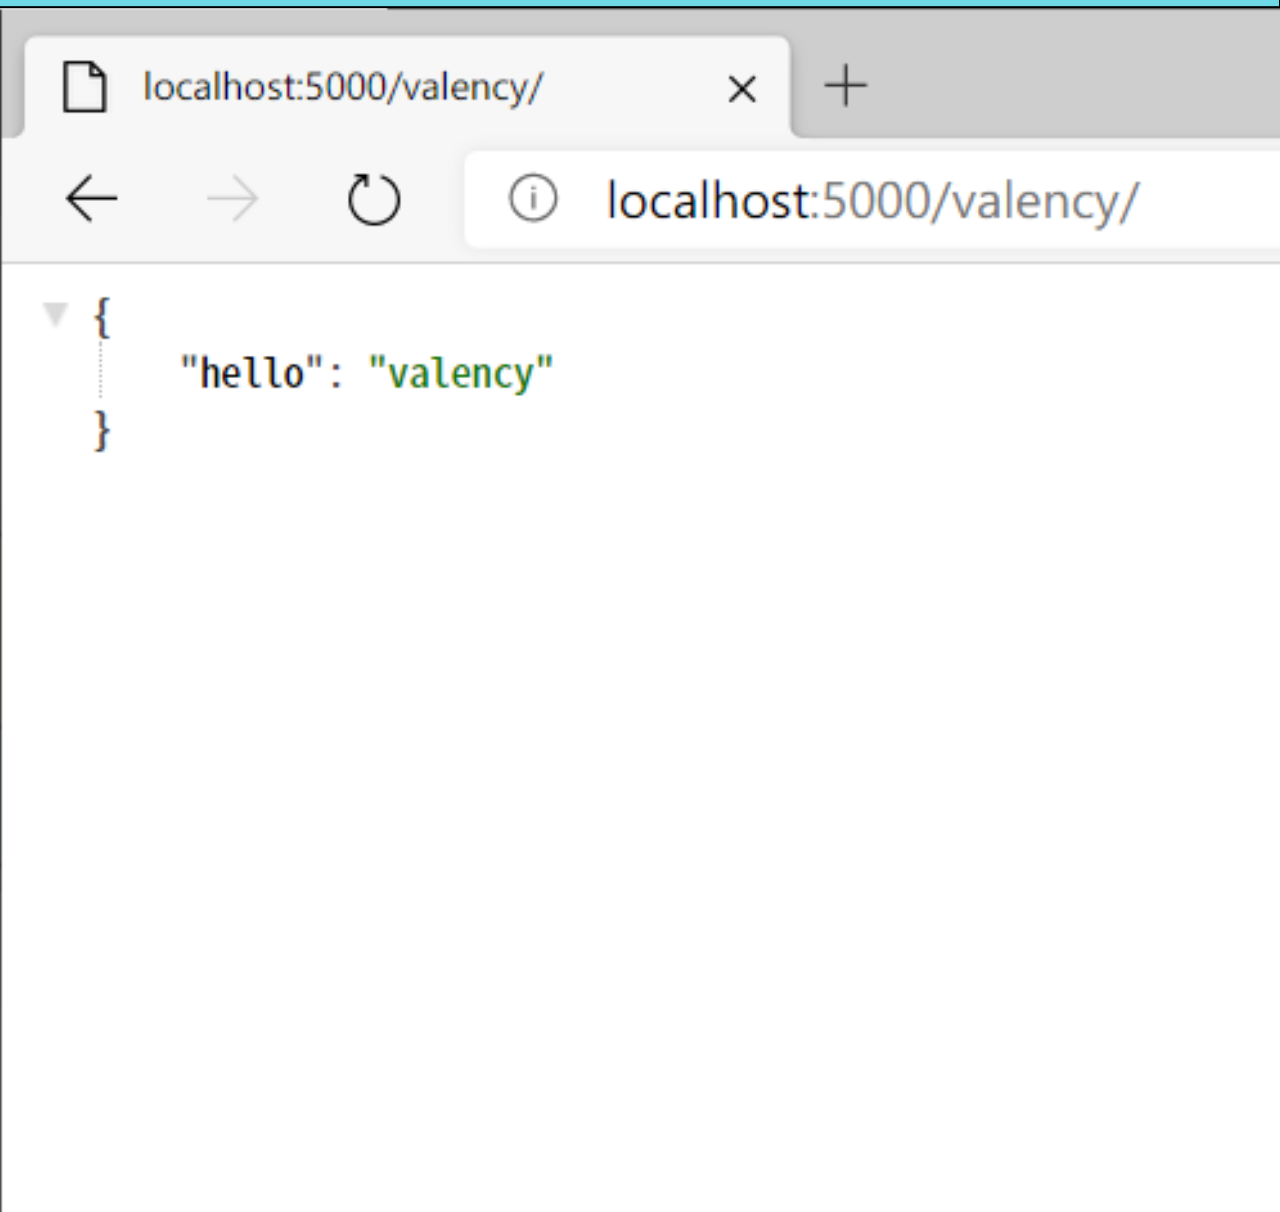 localhost:5000/valency/
localhost:5000/valency/
{
"hello": "valency"
}